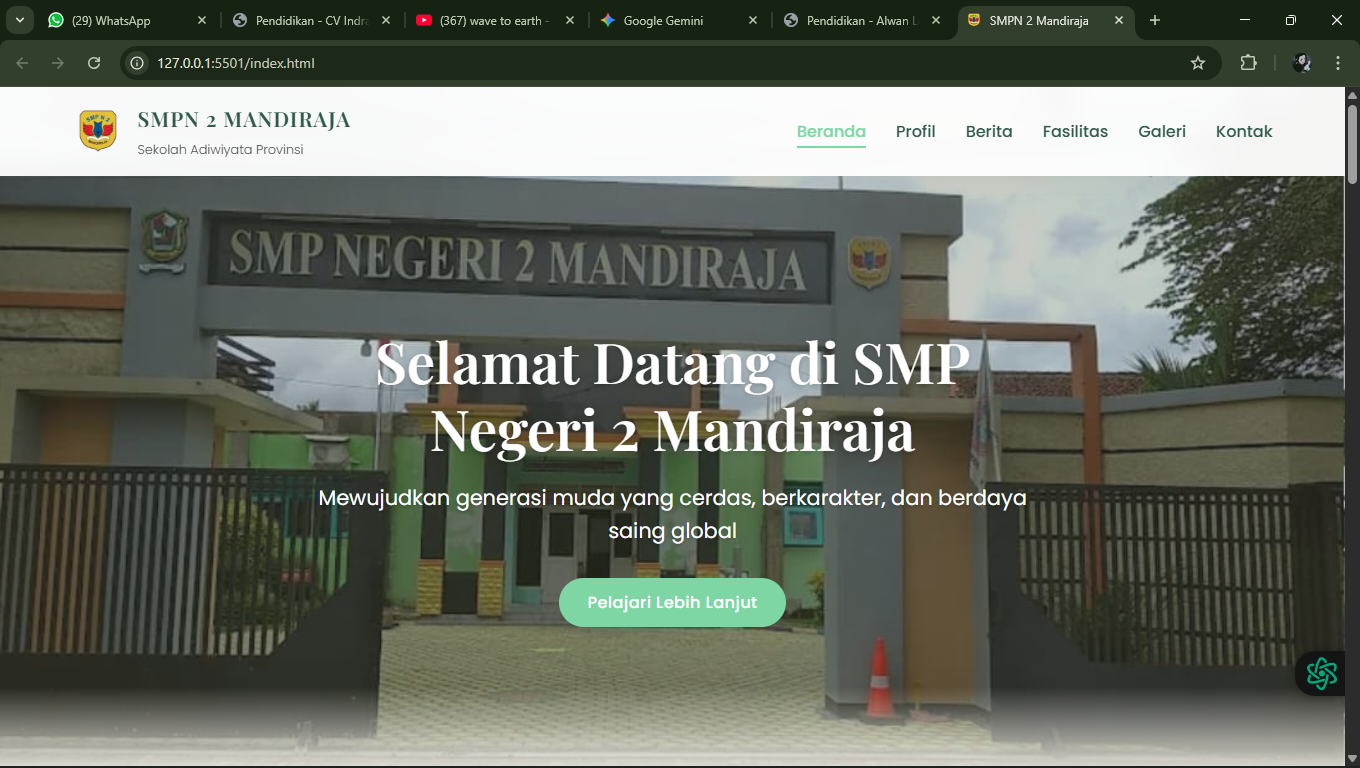 (29) WhatsApp
Pendidikan - CV Indra
(367) wave to earth -
Google Gemini
Pendidikan - Alwan L
SMPN 2 Mandiraja
127.0.0.1:5501/index.html
SMPN 2 MANDIRAJA
Sekolah Adiwiyata Provinsi
Beranda Profil Berita Fasilitas Galeri Kontak
SMP NEGERI 2 MANDIRAJA
Selamat Datang di SMP
Negeri 2 Mandiraja
Mewujudkan generasi muda yang cerdas, berkarakter, dan berdaya
saing global
Pelajari Lebih Lanjut